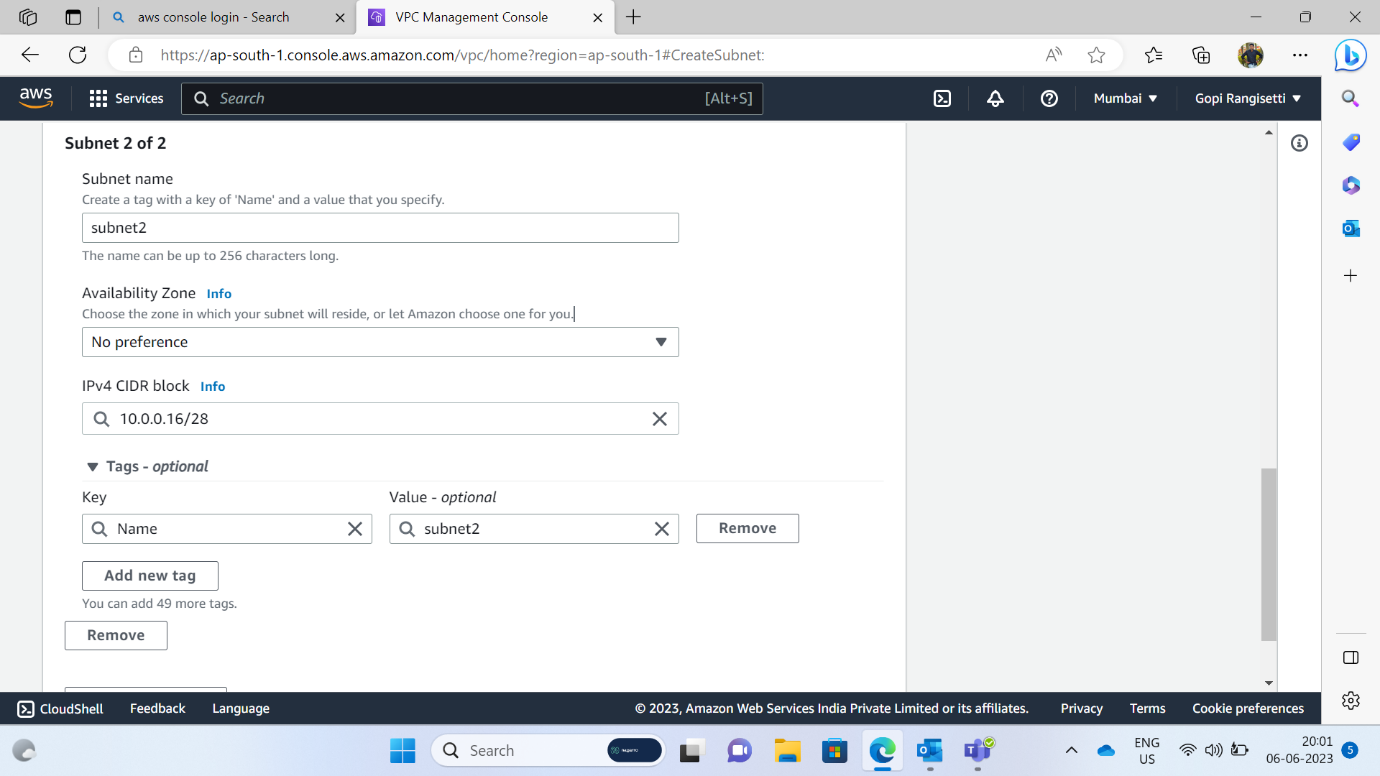 aws console login - Search
VPC Management Console
https://ap-south-1.console.aws.amazon.com/vpc/home?region=ap-south-1#CreateSubnet:
aws
Services
Search
[Alt+S]
Mumbai
Gopi Rangisetti
Subnet 2 of 2
Subnet name
Create a tag with a key of 'Name' and a value that you specify.
subnet2
The name can be up to 256 characters long.
Availability Zone Info
Choose the zone in which your subnet will reside, or let Amazon choose one for you.
No preference
IPv4 CIDR block Info
10.0.0.16/28
Tags - optional
Key
Value - optional
Name
subnet2
Remove
Add new tag
You can add 49 more tags.
Remove
CloudShell
Feedback
Language
© 2023, Amazon Web Services India Private Limited or its affiliates.
Privacy
Terms
Cookie preferences
Search
ENG
US
20:01
06-06-2023
5